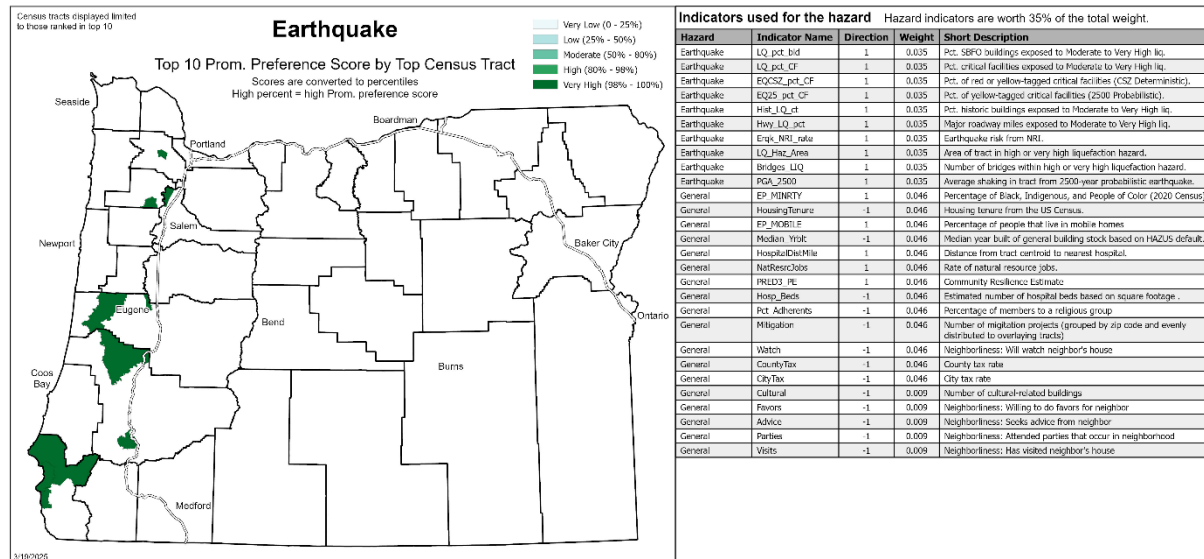 Census tracts displayed limited
to those ranked in top 10
Earthquake
Very Low (0 - 25%)
Low (25% - 50%)
Moderate (50% - 80%)
High (80% - 98%)
Very High (98% - 100%)
Top 10 Prom. Preference Score by Top Census Tract
Scores are converted to percentiles
High percent = high Prom. preference score
Seaside
Boardman
Portland
Salem
Newport
Baker City
Eugene
Bend
Ontario
Burns
Coos
Bay
Medford
3/19/2025
Indicators used for the hazard Hazard indicators are worth 35% of the total weight.
Hazard Indicator Name Direction Weight Short Description
Earthquake LQ_pct_bld 1 0.035 Pct. SBFO buildings exposed to Moderate to Very High liq.
Earthquake LQ_pct_CF 1 0.035 Pct. critical facilities exposed to Moderate to Very High liq.
Earthquake EQCSZ_pct_CF 1 0.035 Pct. of red or yellow-tagged critical facilities (CSZ Deterministic).
Earthquake EQ25_pct_CF 1 0.035 Pct. of yellow-tagged critical facilities (2500 Probabilistic).
Earthquake Hist_LQ_ct 1 0.035 Pct. historic buildings exposed to Moderate to Very High liq.
Earthquake Hwy_LQ_pct 1 0.035 Major roadway miles exposed to Moderate to Very High liq.
Earthquake Erqk_NRI_rate 1 0.035 Earthquake risk from NRI.
Earthquake LQ_Haz_Area 1 0.035 Area of tract in high or very high liquefaction hazard.
Earthquake Bridges_LIQ 1 0.035 Number of bridges within high or very high liquefaction hazard.
Earthquake PGA_2500 1 0.035 Average shaking in tract from 2500-year probabilistic earthquake.
General EP_MINRTY 1 0.046 Percentage of Black, Indigenous, and People of Color (2020 Census)
General HousingTenure -1 0.046 Housing tenure from the US Census.
General EP_MOBILE 1 0.046 Percentage of people that live in mobile homes
General Median_Yrblt -1 0.046 Median year built of general building stock based on HAZUS default.
General HospitalDistMile 1 0.046 Distance from tract centroid to nearest hospital.
General NatResrcJobs 1 0.046 Rate of natural resource jobs.
General PRED3_PE 1 0.046 Community Resilience Estimate
General Hosp_Beds -1 0.046 Estimated number of hospital beds based on square footage .
General Pct_Adherents -1 0.046 Percentage of members to a religious group
General Mitigation -1 0.046 Number of migitation projects (grouped by zip code and evenly
distributed to overlaying tracts)
General Watch -1 0.046 Neighborliness: Will watch neighbor's house
General CountyTax -1 0.046 County tax rate
General CityTax -1 0.046 City tax rate
General Cultural -1 0.009 Number of cultural-related buildings
General Favors -1 0.009 Neighborliness: Willing to do favors for neighbor
General Advice -1 0.009 Neighborliness: Seeks advice from neighbor
General Parties -1 0.009 Neighborliness: Attended parties that occur in neighborhood
General Visits -1 0.009 Neighborliness: Has visited neighbor's house